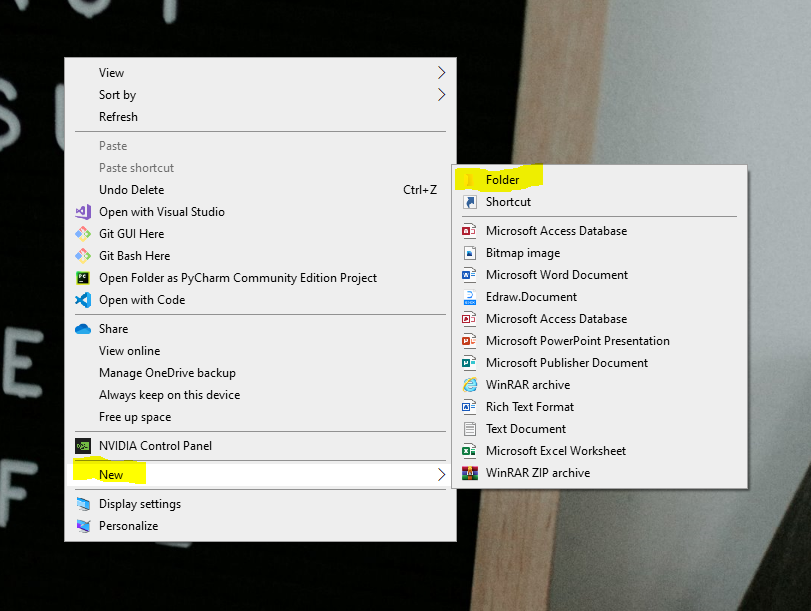 View
Sort by
Refresh
Paste
Paste shortcut
Undo Delete Ctrl+Z
Open with Visual Studio
Git GUI Here
Git Bash Here
Open Folder as PyCharm Community Edition Project
Open with Code
Share
View online
Manage OneDrive backup
Always keep on this device
Free up space
NVIDIA Control Panel
New
Display settings
Personalize
Folder
Shortcut
Microsoft Access Database
Bitmap image
Microsoft Word Document
Edraw.Document
Microsoft Access Database
Microsoft PowerPoint Presentation
Microsoft Publisher Document
WinRAR archive
Rich Text Format
Text Document
Microsoft Excel Worksheet
WinRAR ZIP archive